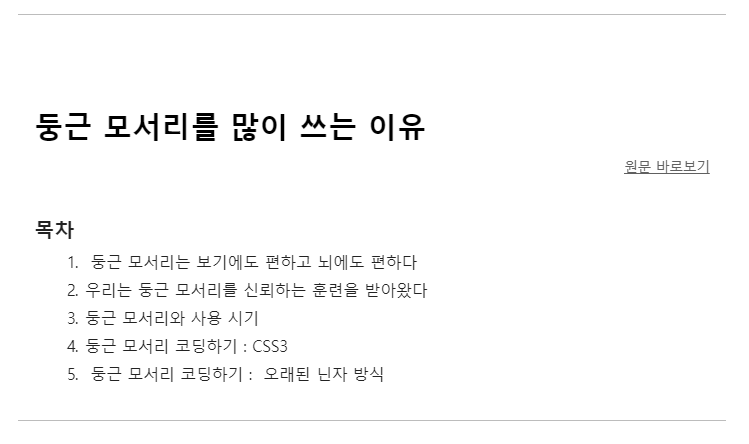 둥근 모서리를 많이 쓰는 이유
원문 바로보기
목차
1. 둥근 모서리는 보기에도 편하고 뇌에도 편하다
2. 우리는 둥근 모서리를 신뢰하는 훈련을 받아왔다
3. 둥근 모서리와 사용 시기
4. 둥근 모서리 코딩하기 : CSS3
5. 둥근 모서리 코딩하기 : 오래된 닌자 방식